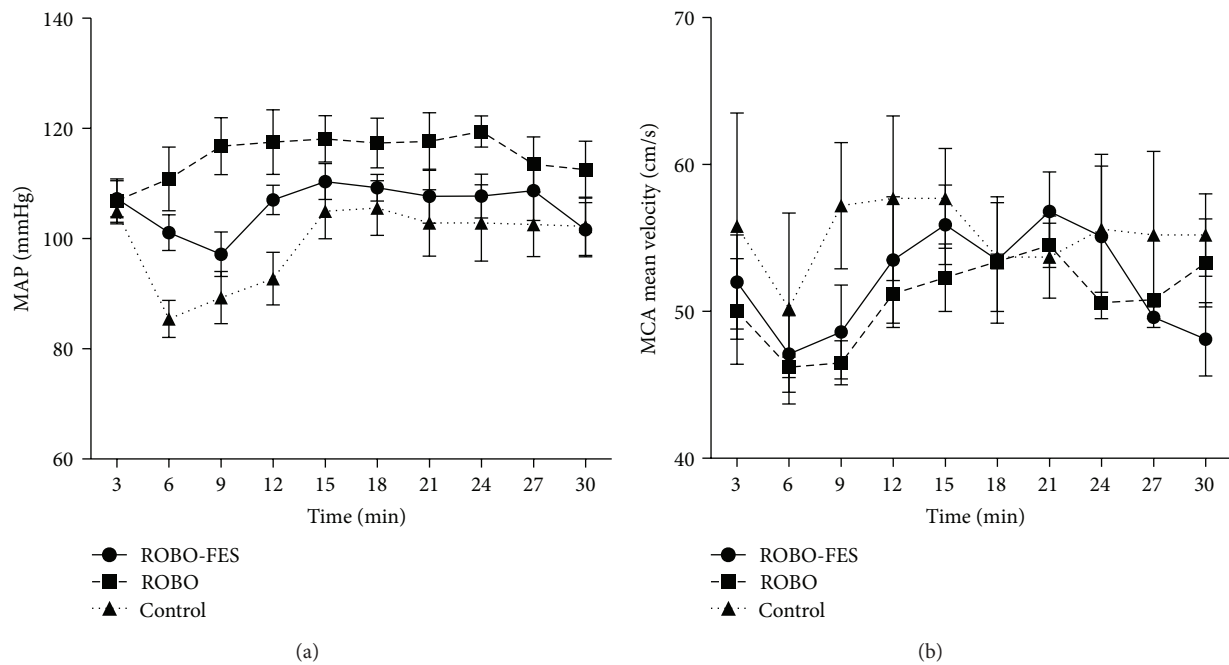 140
120
100
80
60
MAP (mmHg)
3 6 9 12 15 18 21 24 27 30
Time (min)
ROBO-FES
ROBO
Control
(a)
70
60
50
40
MCA mean velocity (cm/s)
3 6 9 12 15 18 21 24 27 30
Time (min)
ROBO-FES
ROBO
Control
(b)